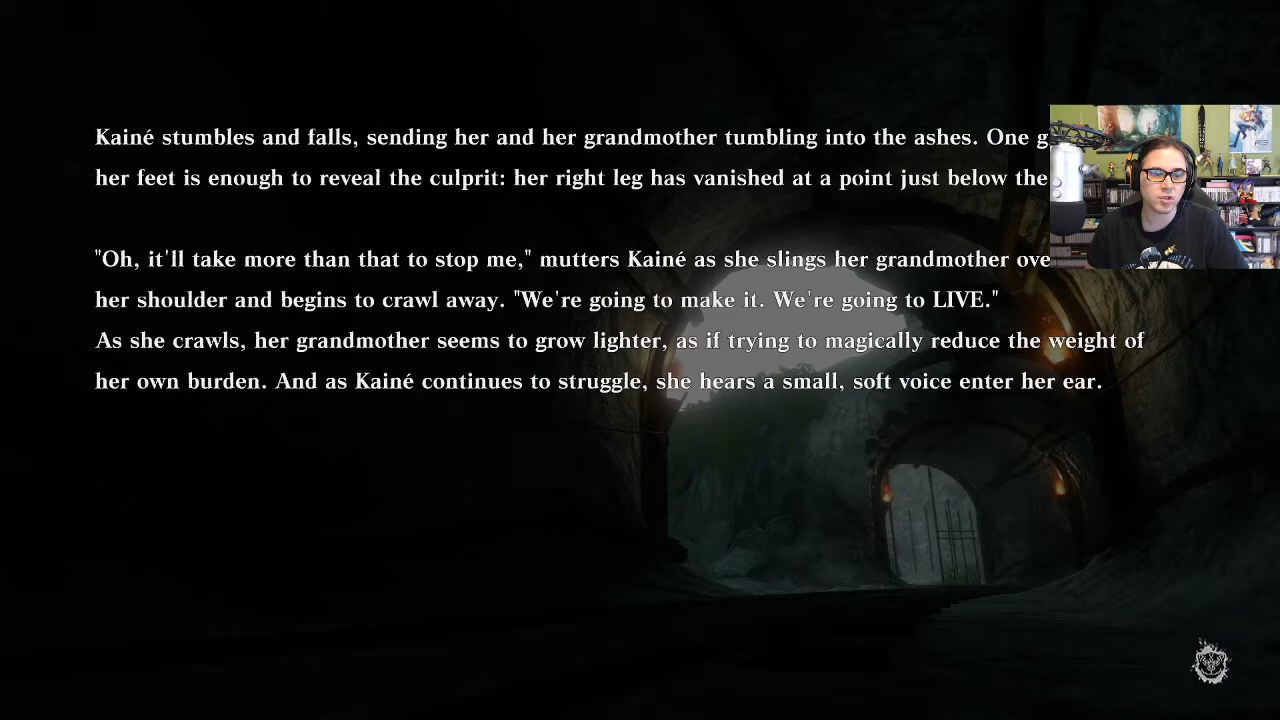 Kainé stumbles and falls, sending her and her grandmother tumbling into the ashes. One
her feet is enough to reveal the culprit: her right leg has vanished at a point just below the
"Oh, it'll take more than that to stop me," mutters Kainé as she slings her grandmother
her shoulder and begins to crawl away. "We're going to make it. We're going to LIVE."
As she crawls, her grandmother seems to grow lighter, as if trying to magically reduce the weight of
her own burden. And as Kainé continues to struggle, she hears a small, soft voice enter her ear.